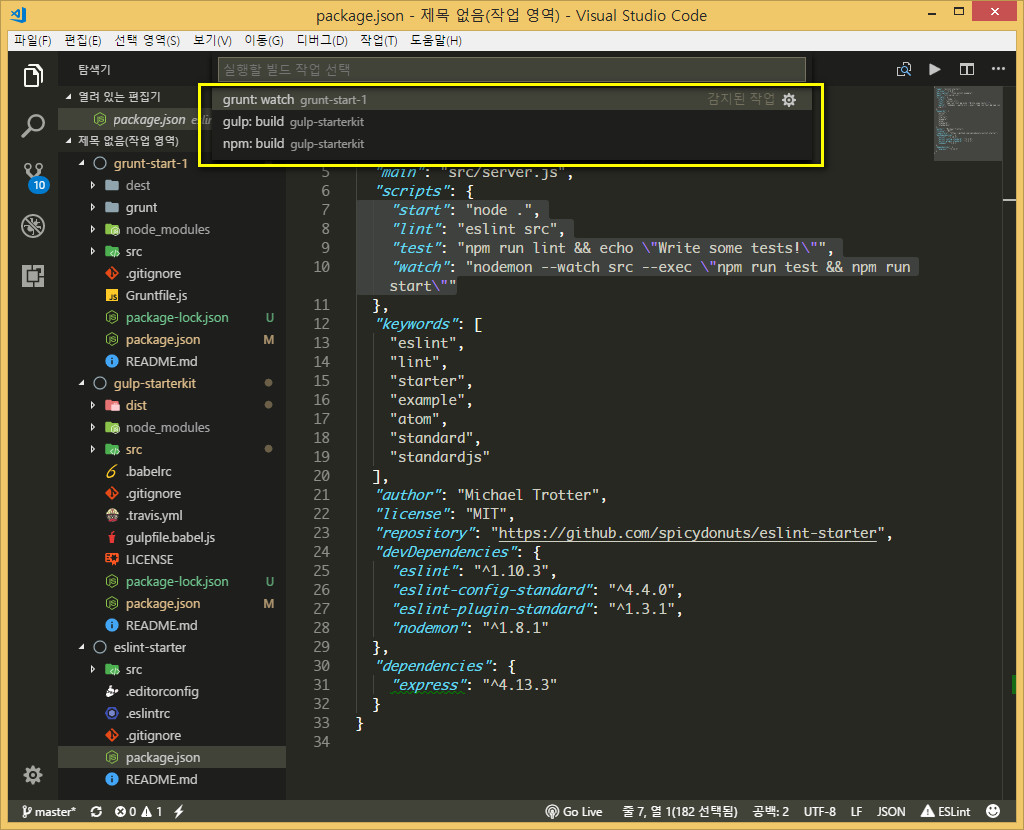 package.json - 제목 없음(작업 영역) - Visual Studio Code
파일(F) 편집(E) 선택 영역(S) 보기(V) 이동(G) 디버그(D) 작업(T) 도움말(H)
탐색기
실행할 빌드 작업 선택
열려 있는 편집기
grunt: watch grunt-start-1 감지된 작업
package.json
gulp: build gulp-starterkit
제목 없음(작업 영역)
npm: build gulp-starterkit
grunt-start-1
dest
grunt
node_modules
src
.gitignore
Gruntfile.js
package-lock.json U
package.json M
README.md
gulp-starterkit
dist
node_modules
src
.babelrc
.gitignore
.travis.yml
gulpfile.babel.js
LICENSE
package-lock.json U
package.json M
README.md
eslint-starter
src
.editorconfig
.eslintrc
.gitignore
package.json
README.md
10
5 "main": "src/server.js",
6 "scripts": {
7 "start": "node .",
8 "lint": "eslint src",
9 "test": "npm run lint && echo \"Write some tests!\"",
10 "watch": "nodemon --watch src --exec \"npm run test && npm run
start\""
11 },
12 "keywords": [
13 "eslint",
14 "lint",
15 "starter",
16 "example",
17 "atom",
18 "standard",
19 "standardjs"
20 ],
21 "author": "Michael Trotter",
22 "license": "MIT",
23 "repository": "https://github.com/spicydonuts/eslint-starter",
24 "devDependencies": {
25 "eslint": "^1.10.3",
26 "eslint-config-standard": "^4.4.0",
27 "eslint-plugin-standard": "^1.3.1",
28 "nodemon": "^1.8.1"
29 },
30 "dependencies": {
31 "express": "^4.13.3"
32 }
33 }
34
master* 0 1 Go Live 줄 7, 열 1(182 선택됨) 공백: 2 UTF-8 LF JSON ESLint